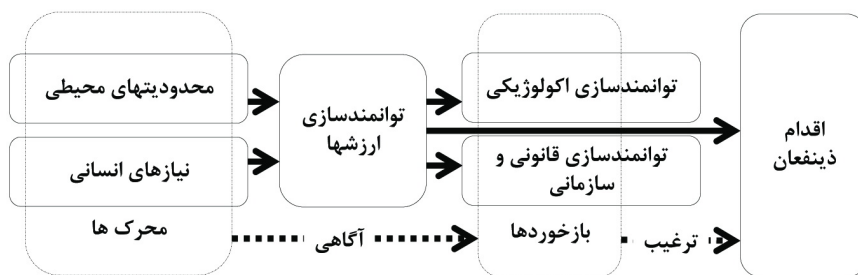 محدودیتهای محیطی
نیازهای انسانی
محرک ها
توانمندسازی
ارزشها
آگاهی
توانمندسازی اکولوژیکی
توانمندسازی قانونی و
سازمانی
بازخوردها
ترغیب
اقدام
ذینفعان